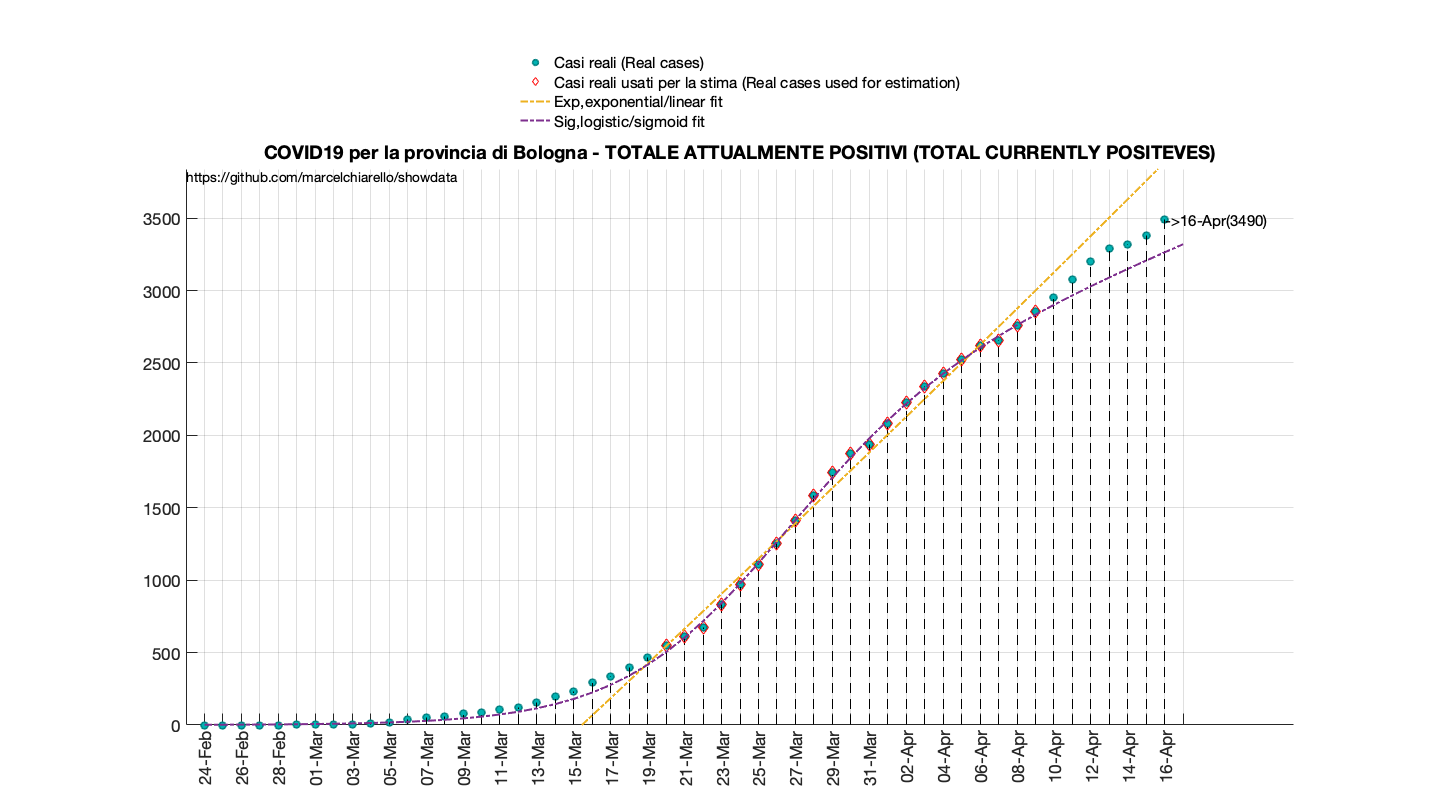 Casi reali (Real cases)
Casi reali usati per la stima (Real cases used for estimation)
Exp,exponential/linear fit
Sig,logistic/sigmoid fit
COVID19 per la provincia di Bologna - TOTALE ATTUALMENTE POSITIVI (TOTAL CURRENTLY POSITEVES)
https://github.com/marcelchiarello/showdata
3500
3000
2500
2000
1500
1000
500
0
->16-Apr(3490)
24-Feb
26-Feb
28-Feb
01-Mar
03-Mar
05-Mar
07-Mar
09-Mar
11-Mar
13-Mar
15-Mar
17-Mar
19-Mar
21-Mar
23-Mar
25-Mar
27-Mar
29-Mar
31-Mar
02-Apr
04-Apr
06-Apr
08-Apr
10-Apr
12-Apr
14-Apr
16-Apr